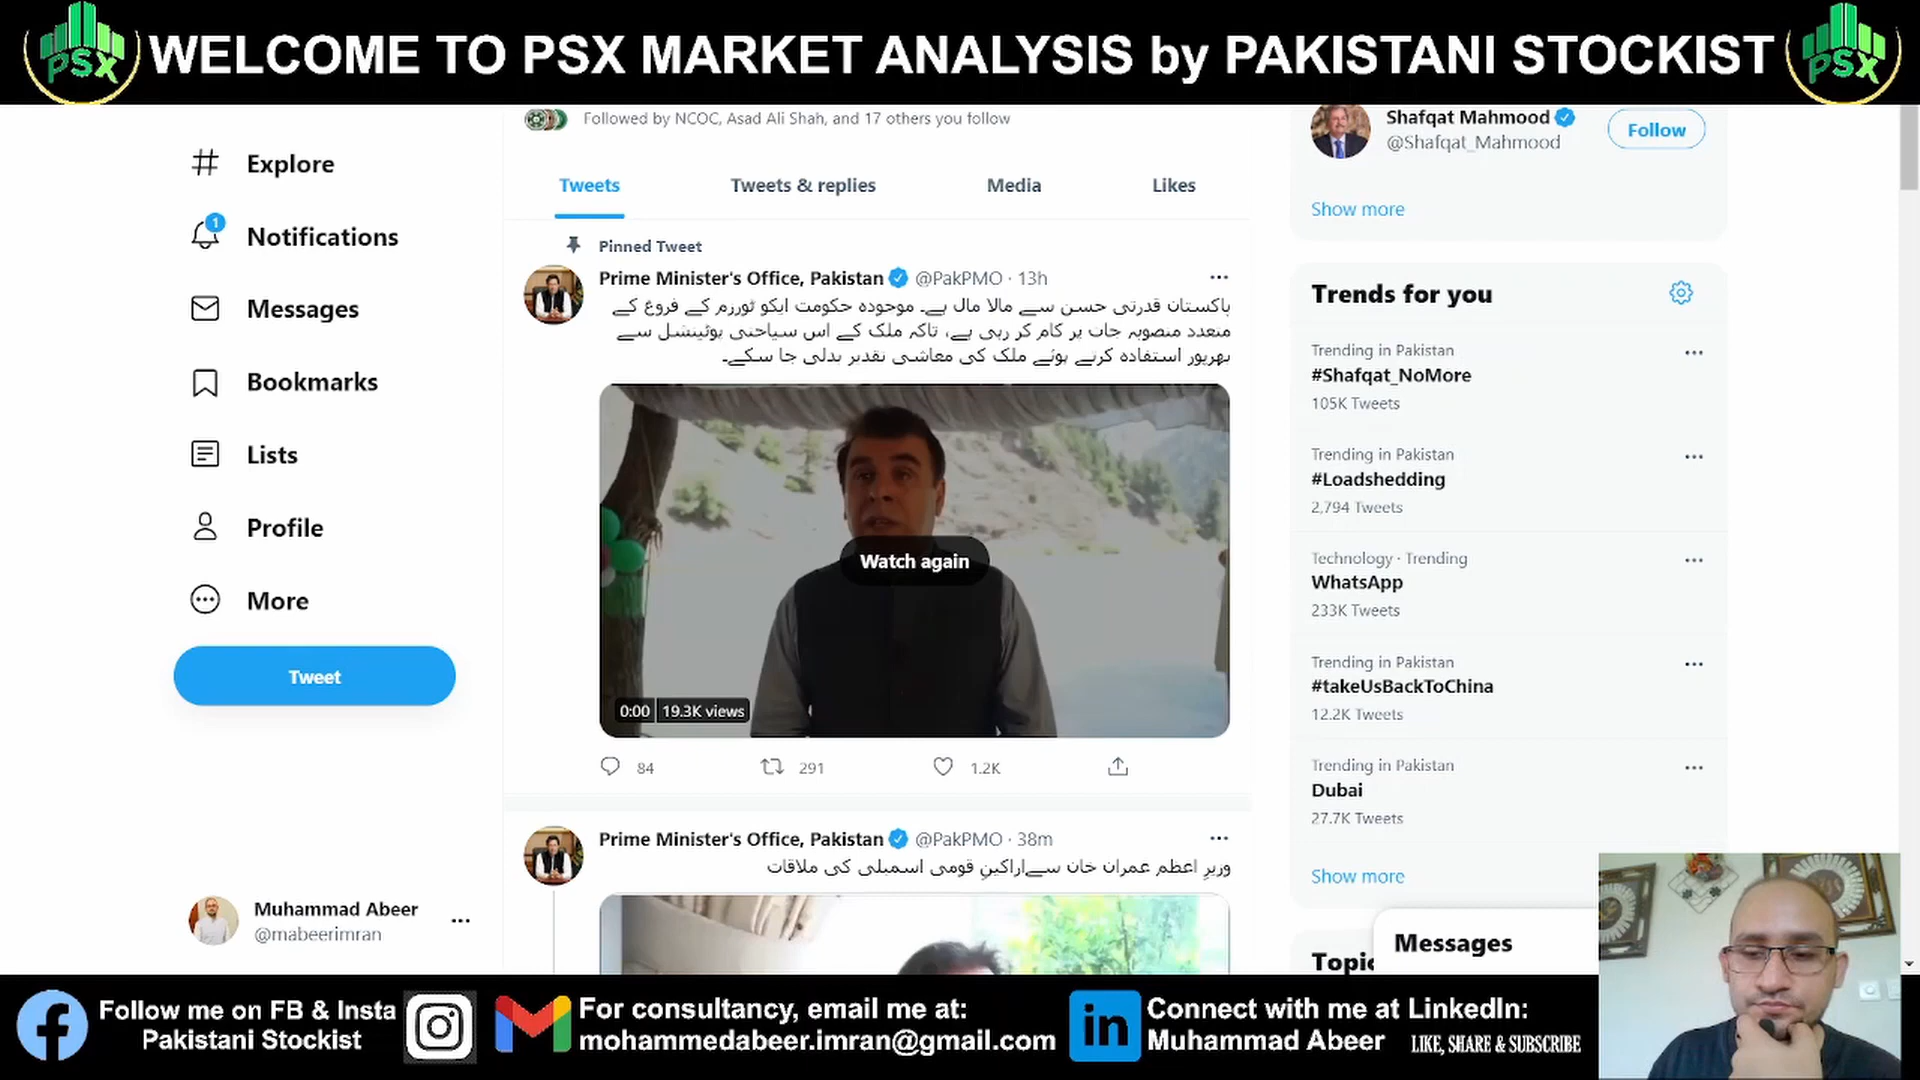 PSX
WELCOME TO PSX MARKET ANALYSIS by PAKISTANI STOCKIST
PSX
Followed by NCOC, Asad Ali Shah, and 17 others you follow
Explore
1
Notifications
Messages
Bookmarks
Lists
Profile
More
Tweet
Muhammad Abeer
@mabeerimran
Tweets
Tweets & replies
Media
Likes
Pinned Tweet
Prime Minister's Office, Pakistan @PakPMO · 13h
پاکستان قدرتی حسن سے مالا مال ہے۔ موجودہ حکومت ایکو ٹورزم کے فروغ کے
متعدد منصوبہ جات پر کام کر رہی ہے، تاکہ ملک کے اس سیاحتی پوٹینشل سے
بھرپور استفادہ کرتے ہوئے ملک کی معاشی تقدیر بدلی جا سکے۔
Watch again
0:00
19.3K views
84
291
1.2K
Prime Minister's Office, Pakistan @PakPMO · 38m
وزیرِ اعظم عمران خان سے اراکینِ قومی اسمبلی کی ملاقات
Shafqat Mahmood
@Shafqat_Mahmood
Follow
Show more
Trends for you
Trending in Pakistan
#Shafqat_NoMore
105K Tweets
Trending in Pakistan
#Loadshedding
2,794 Tweets
Technology · Trending
WhatsApp
233K Tweets
Trending in Pakistan
#takeUsBackToChina
12.2K Tweets
Trending in Pakistan
Dubai
27.7K Tweets
Show more
Topic
Messages
Follow me on FB & Insta
Pakistani Stockist
For consultancy, email me at:
mohammedabeer.imran@gmail.com
in
Connect with me at LinkedIn:
Muhammad Abeer
LIKE, SHARE & SUBSCRIBE